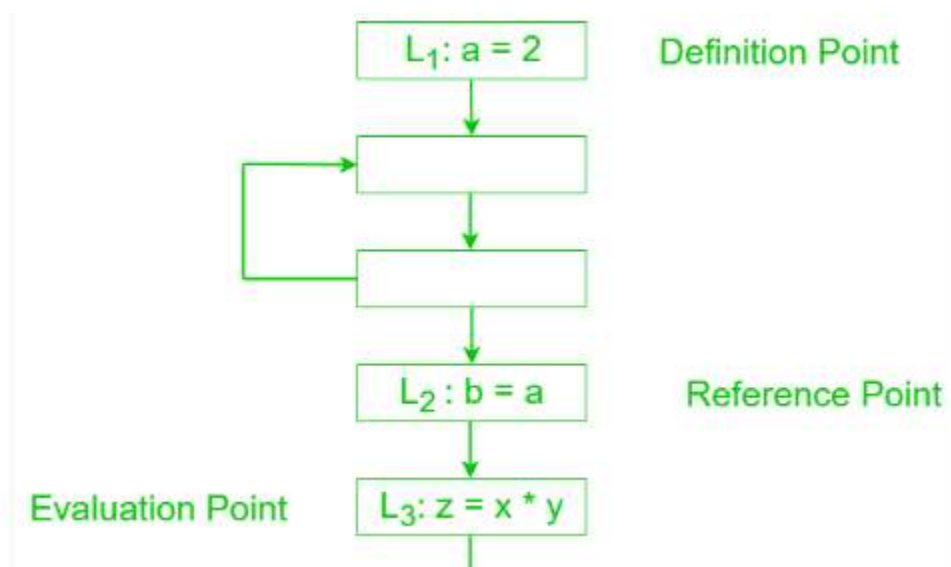 L₁: a = 2
Definition Point
L₂ : b = a
Reference Point
Evaluation Point
L₃: z = x * y